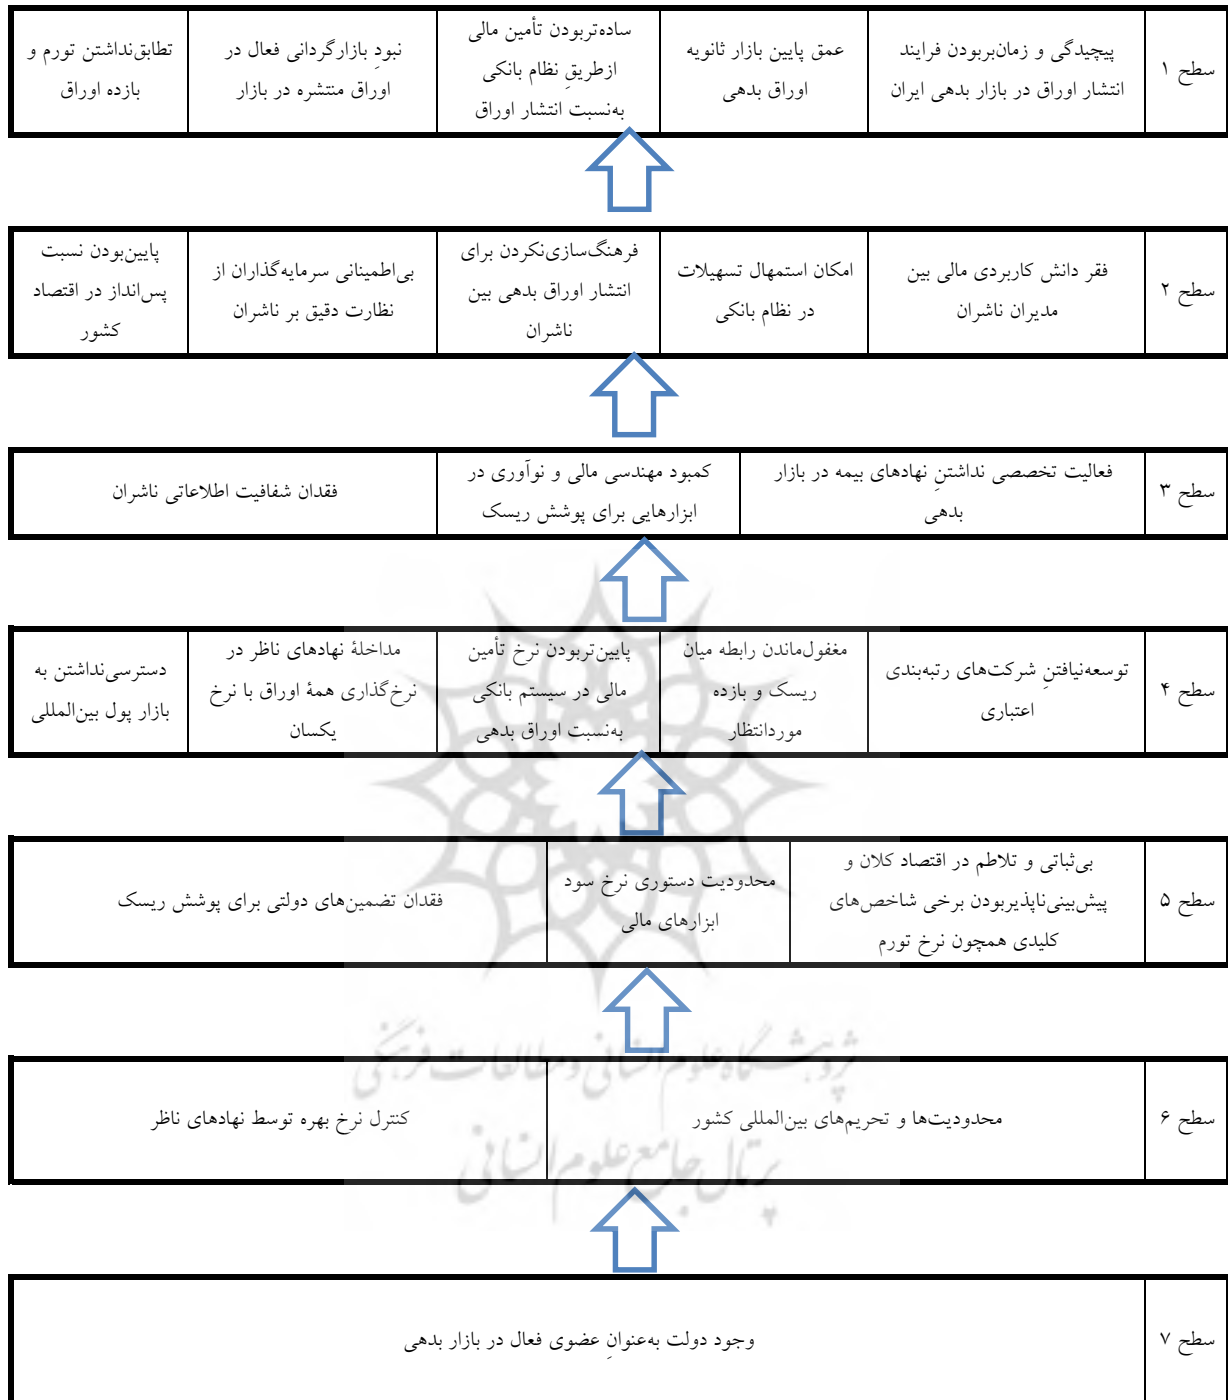 سطح ۱
پیچیدگی و زمان‌بربودن فرایند
انتشار اوراق در بازار بدهی ایران
عمق پایین بازار ثانویه
اوراق بدهی
ساده‌تربودن تأمین مالی
ازطریقِ نظام بانکی
به‌نسبت انتشار اوراق
نبودِ بازارگردانی فعال در
اوراق منتشره در بازار
تطابق‌نداشتن تورم و
بازده اوراق
سطح ۲
فقر دانش کاربردی مالی بین
مدیران ناشران
امکان استمهال تسهیلات
در نظام بانکی
فرهنگ‌سازی‌نکردن برای
انتشار اوراق بدهی بین
ناشران
بی‌اطمینانی سرمایه‌گذاران از
نظارت دقیق بر ناشران
پایین‌بودن نسبت
پس‌انداز در اقتصاد
کشور
سطح ۳
فعالیت تخصصی نداشتنِ نهادهای بیمه در بازار
بدهی
کمبود مهندسی مالی و نوآوری در
ابزارهایی برای پوشش ریسک
فقدان شفافیت اطلاعاتی ناشران
سطح ۴
توسعه‌نیافتنِ شرکت‌های رتبه‌بندی
اعتباری
مغفول‌ماندن رابطه میان
ریسک و بازده
موردانتظار
پایین‌تربودن نرخ تأمین
مالی در سیستم بانکی
به‌نسبت اوراق بدهی
مداخلهٔ نهادهای ناظر در
نرخ‌گذاری همهٔ اوراق با نرخ
یکسان
دسترسی‌نداشتن به
بازار پول بین‌المللی
سطح ۵
بی‌ثباتی و تلاطم در اقتصاد کلان و
پیش‌بینی‌ناپذیربودن برخی شاخص‌های
کلیدی همچون نرخ تورم
محدودیت دستوری نرخ سود
ابزارهای مالی
فقدان تضمین‌های دولتی برای پوشش ریسک
پژوهشگاه علوم انسانی و مطالعات فرهنگی
سطح ۶
محدودیت‌ها و تحریم‌های بین‌المللی کشور
کنترل نرخ بهره توسط نهادهای ناظر
پرتال جامع علوم انسانی
سطح ۷
وجود دولت به‌عنوانِ عضوی فعال در بازار بدهی